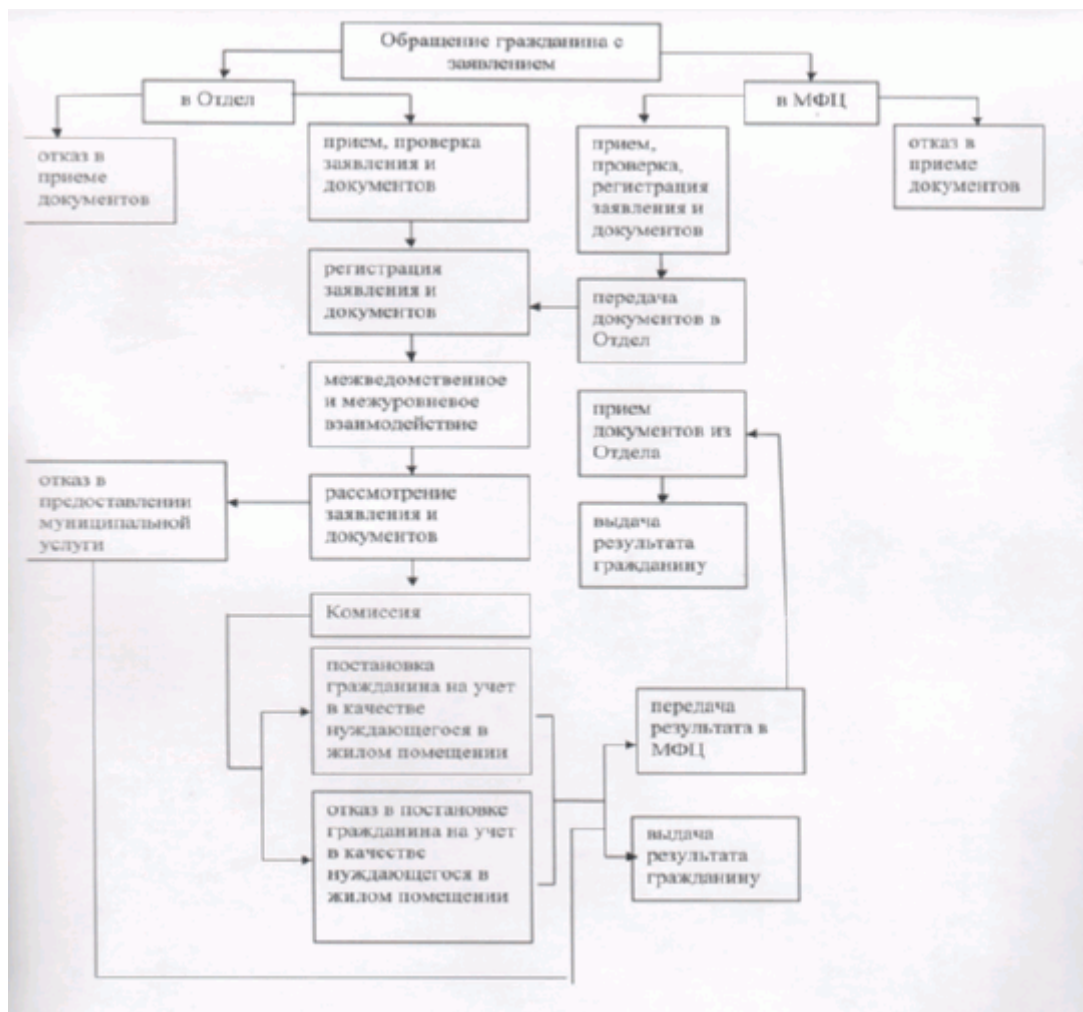 Обращение гражданина с
заявлением
в Отдел
в МФЦ
отказ в
приеме
документов
прием, проверка
заявления и
документов
прием,
проверка,
регистрация
заявления и
документов
отказ в
приеме
документов
регистрация
заявления и
документов
передача
документов в
Отдел
межведомственное
и межуровневое
взаимодействие
прием
документов из
Отдела
отказ в
предоставлении
муниципальной
услуги
рассмотрение
заявления и
документов
выдача
результата
гражданину
Комиссия
постановка
гражданина на учет
в качестве
нуждающегося в
жилом помещении
передача
результата в
МФЦ
отказ в постановке
гражданина на учет
в качестве
нуждающегося в
жилом помещении
выдача
результата
гражданину